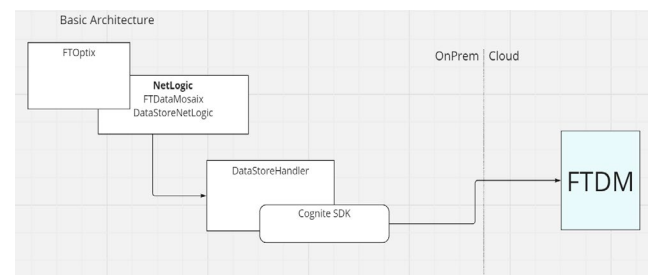 Basic Architecture
FTOptix
OnPrem
Cloud
NetLogic
FTDataMosaix
DataStoreNetLogic
DataStoreHandler
FTDM
Cognite SDK